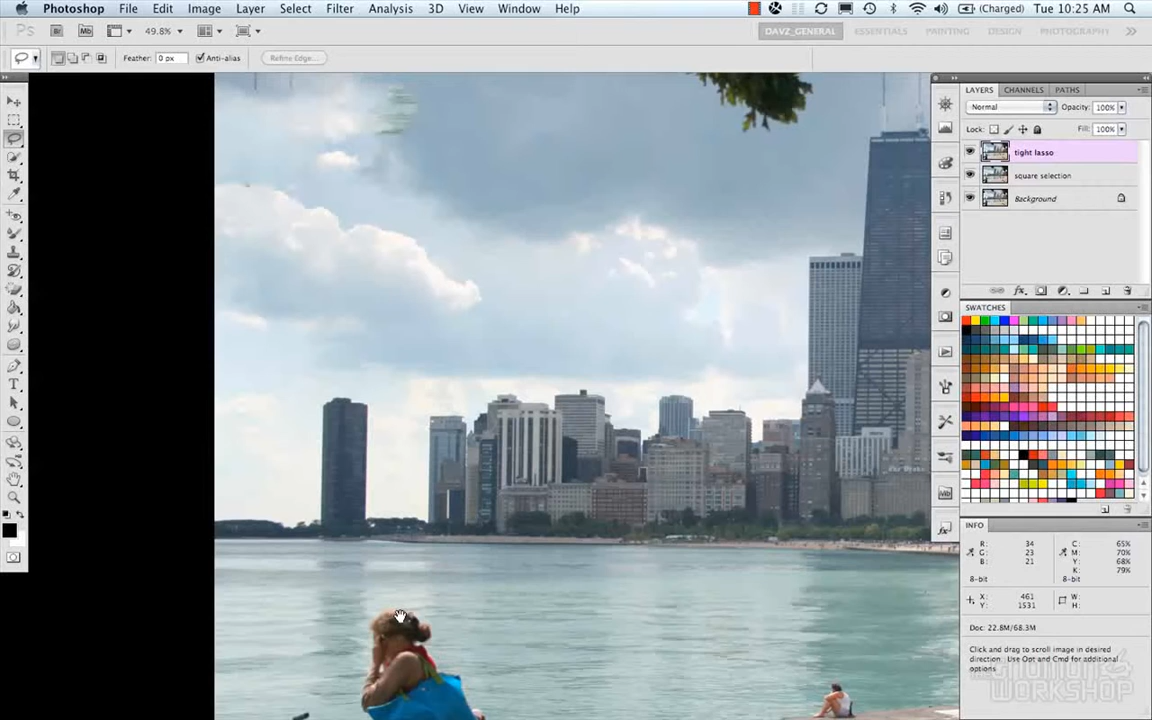 Photoshop File Edit Image Layer Select Filter Analysis 3D View Window Help (Charged) Tue 10:25 AM
Ps Br Mb 49.8% DAVZ_GENERAL ESSENTIALS PAINTING DESIGN PHOTOGRAPHY
Feather: 0 px Anti-alias Refine Edge...
LAYERS CHANNELS PATHS
Normal Opacity: 100%
Lock: Fill: 100%
tight lasso
square selection
Background
SWATCHES
INFO
R: 34 C: 65%
G: 23 M: 70%
B: 21 Y: 68%
K: 79%
8-bit 8-bit
X: 461 W:
Y: 1531 H:
Doc: 22.8M/68.3M
Click and drag to scroll image in desired
direction. Use Opt and Cmd for additional
options.
WORKSHOP